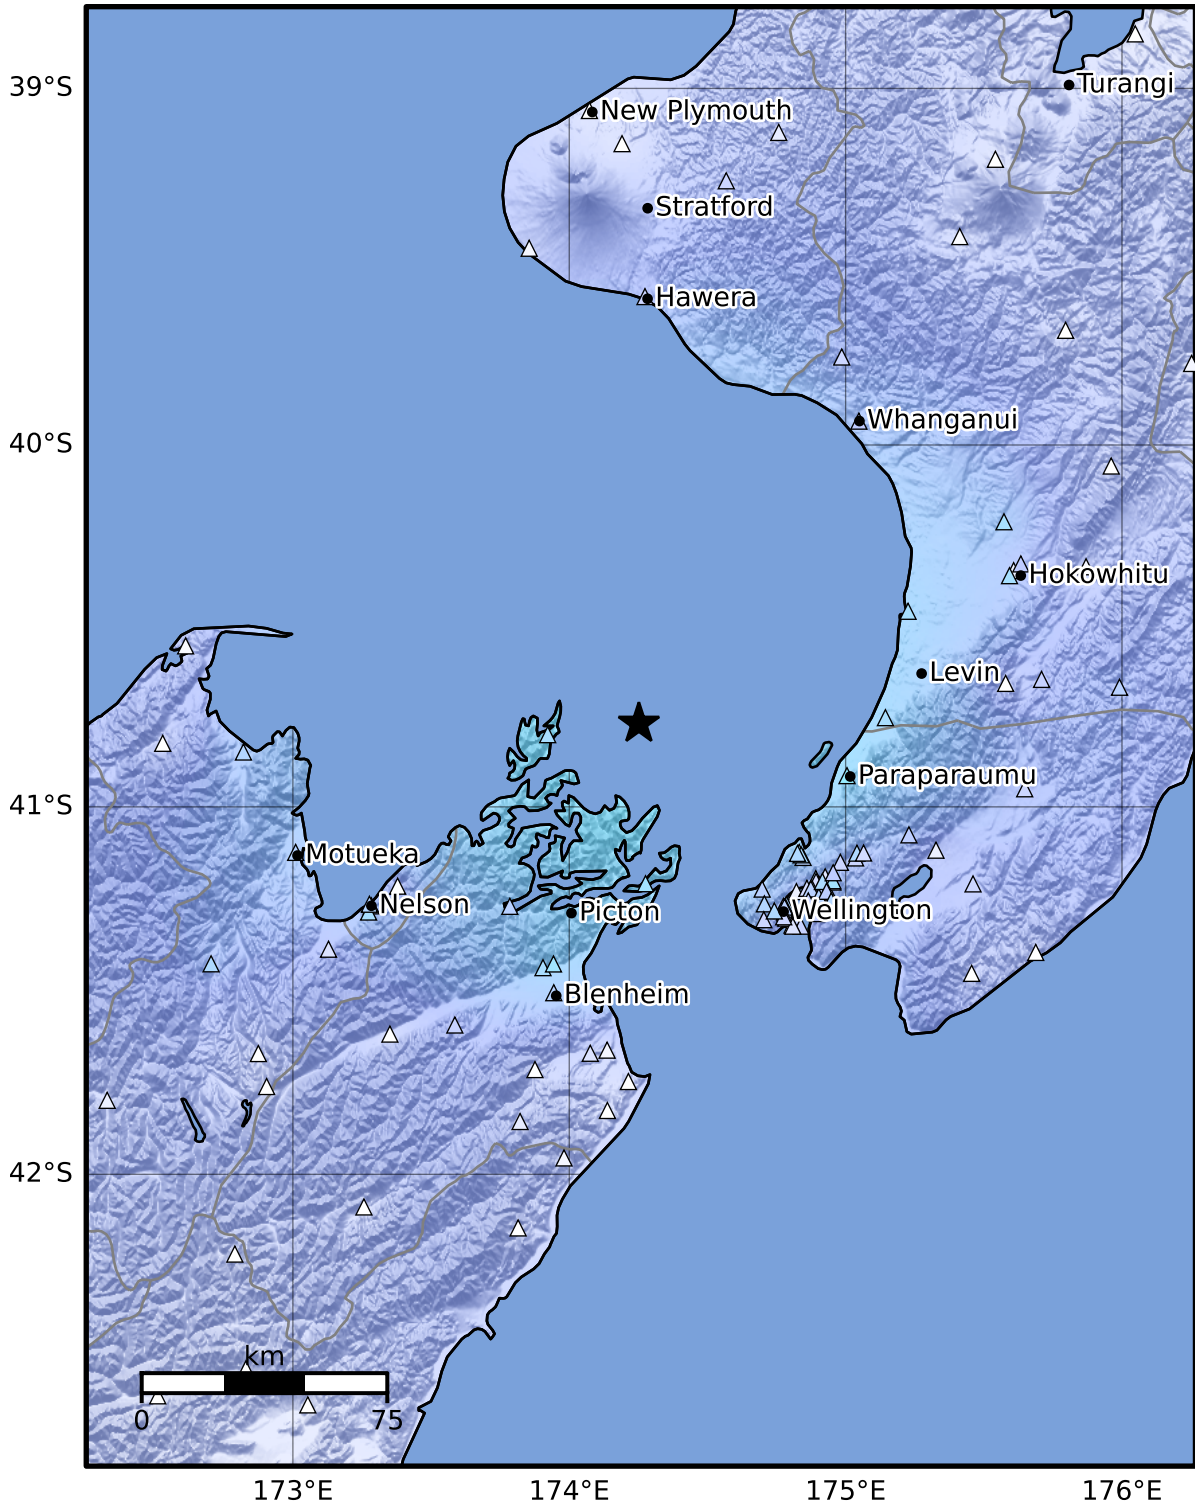 39°S
Turangi
New Plymouth
Stratford
Hawera
Whanganui
40°S
Hokowhitu
Levin
Paraparaumu
41°S
Motueka
Nelson
Picton
Wellington
Blenheim
42°S
km
0
75
173°E
174°E
175°E
176°E